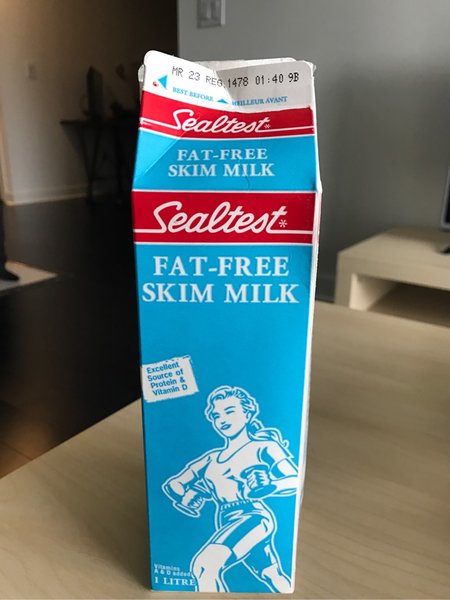 MR 23 REG 1478 01:40 9B
BEST BEFORE MEILLEUR AVANT
Sealtest*
FAT-FREE
SKIM MILK
Sealtest*
FAT-FREE
SKIM MILK
Excellent
Source of
Protein &
Vitamin D
Vitamins
A & D added
1 LITRE